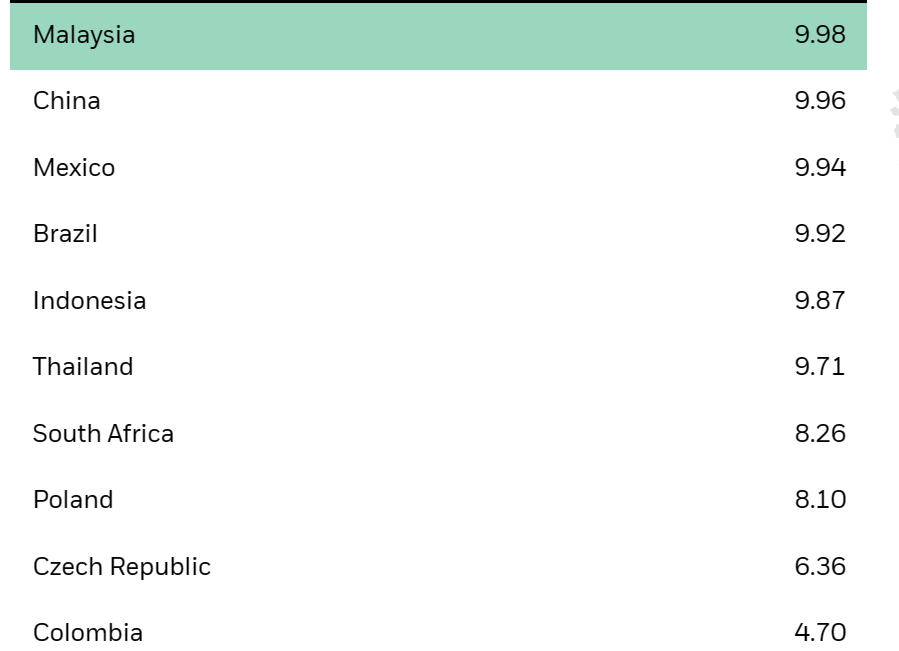 Malaysia 9.98
China 9.96
Mexico 9.94
Brazil 9.92
Indonesia 9.87
Thailand 9.71
South Africa 8.26
Poland 8.10
Czech Republic 6.36
Colombia 4.70